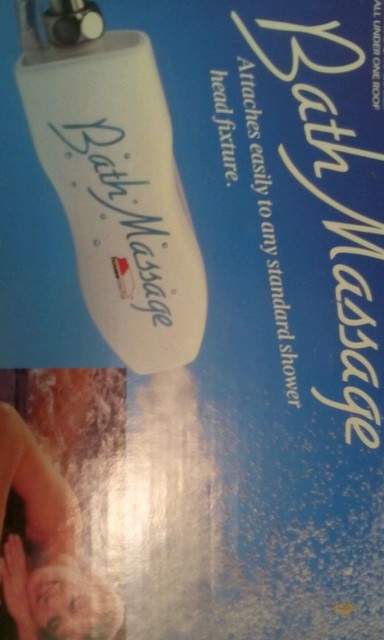 ALL UNDER ONE ROOF
Bath Massage
Attaches easily to any standard shower
head fixture.
Bath Massage